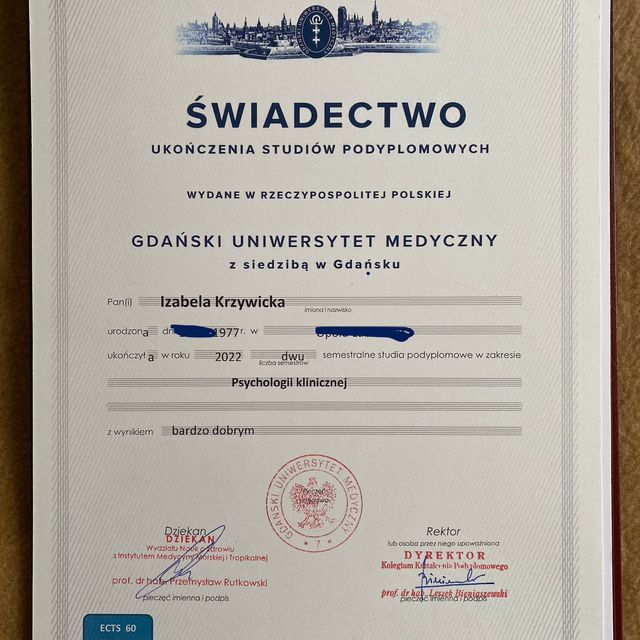 ŚWIADECTWO
UKOŃCZENIA STUDIÓW PODYPLOMOWYCH
WYDANE W RZECZYPOSPOLITEJ POLSKIEJ
GDAŃSKI UNIWERSYTET MEDYCZNY
z siedzibą w Gdańsku
Pan(i) Izabela Krzywicka
imiona i nazwisko
urodzona dn 1977 r. w
ukończył a w roku 2022 dwu semestralne studia podyplomowe w zakresie
liczba semestrów
Psychologii klinicznej
z wynikiem bardzo dobrym
GDAŃSKI UNIWERSYTET MEDYCZNY
* 7 *
Pieczęć
Dziekan
DZIEKAN
Wydziału Nauk o Zdrowiu
z Instytutem Medycyny Morskiej i Tropikalnej
prof. dr hab. Przemysław Rutkowski
pieczęć imienna i podpis
Rektor
lub osoba przez niego upoważniona
DYREKTOR
Kolegium Kształcenia Podyplomowego
prof. dr hab. Leszek Bieniaszewski
pieczęć imienna i podpis
ECTS 60